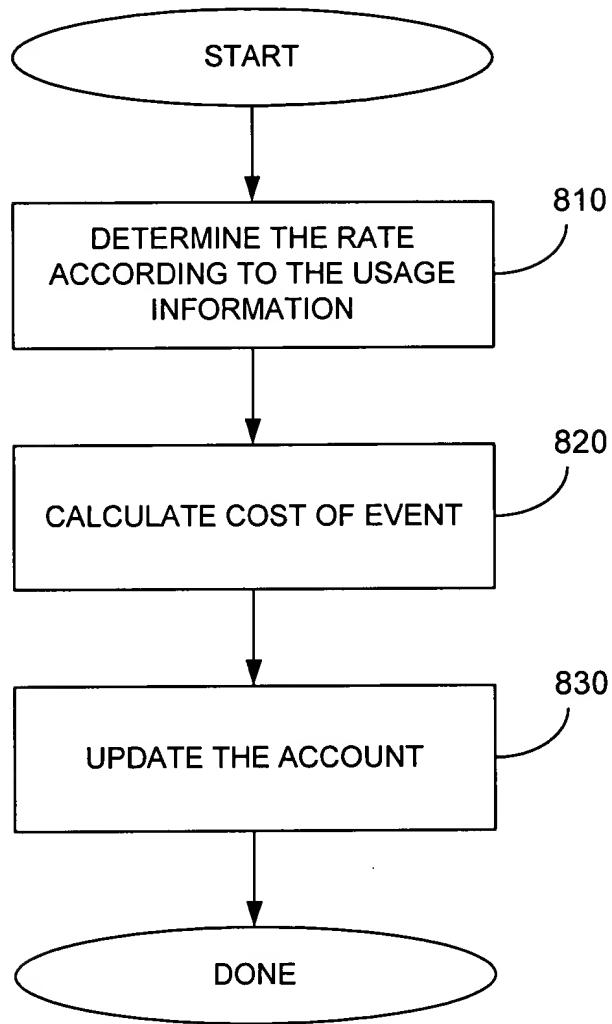 START
810
DETERMINE THE RATE
ACCORDING TO THE USAGE
INFORMATION
820
CALCULATE COST OF EVENT
830
UPDATE THE ACCOUNT
DONE